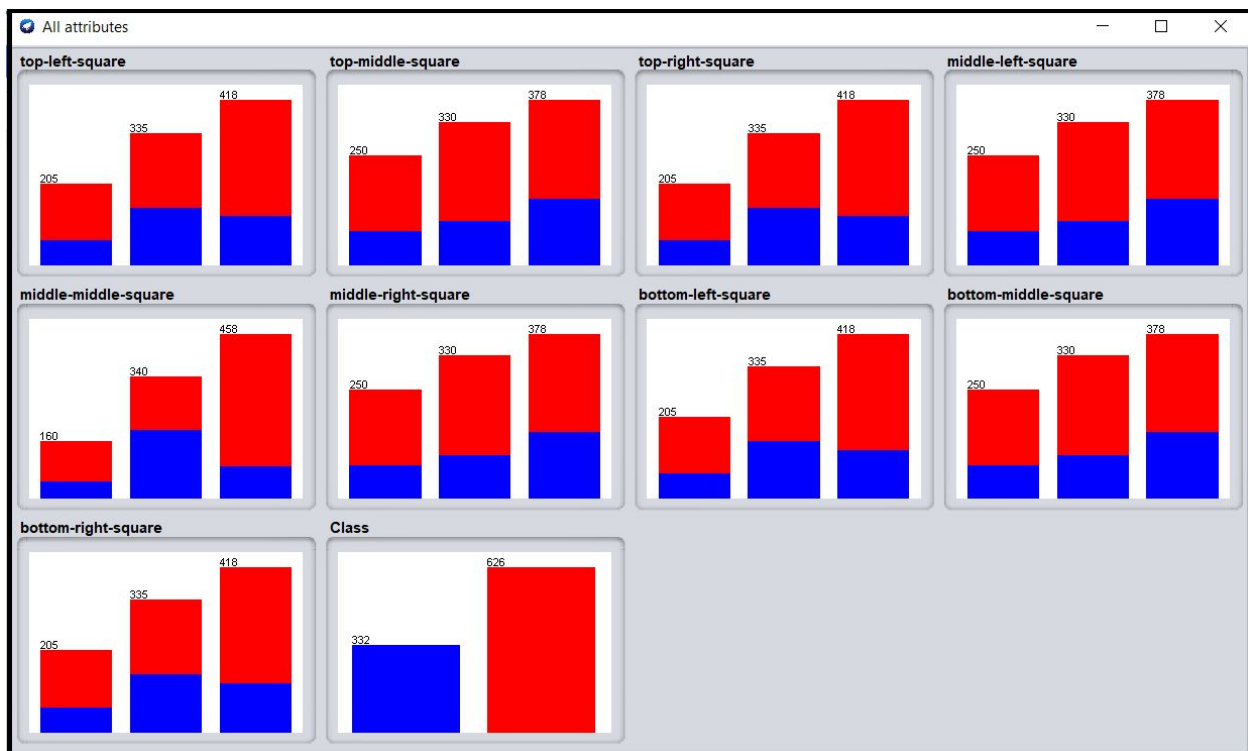 All attributes
top-left-square
205
335
418
top-middle-square
250
330
378
top-right-square
205
335
418
middle-left-square
250
330
378
middle-middle-square
160
340
458
middle-right-square
250
330
378
bottom-left-square
205
335
418
bottom-middle-square
250
330
378
bottom-right-square
205
335
418
Class
332
626